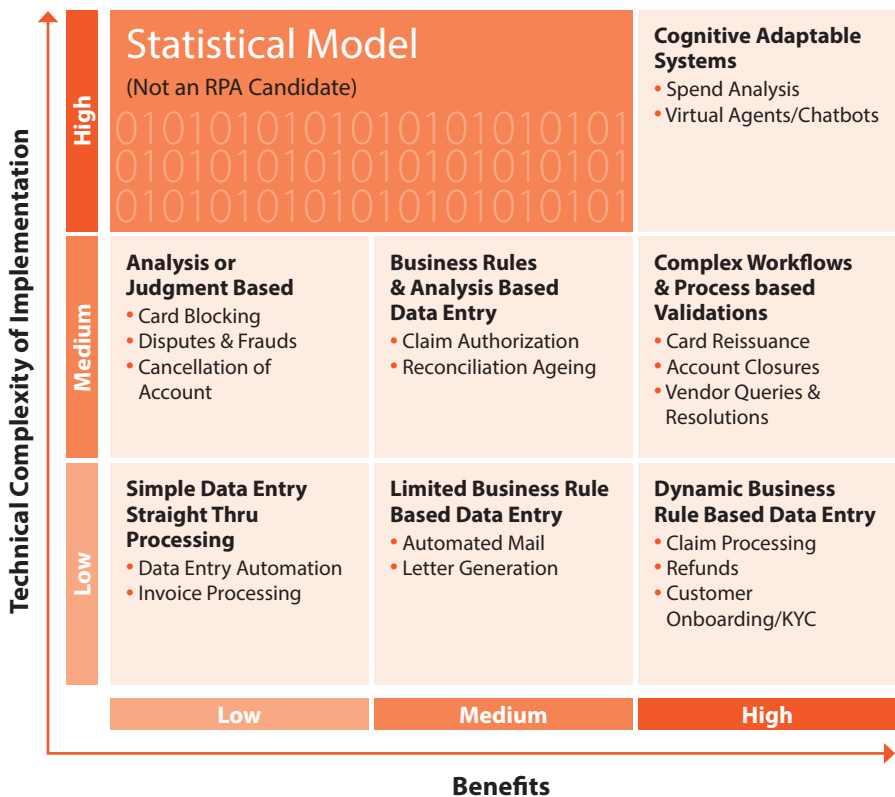 Technical Complexity of Implementation
High
Statistical Model
(Not an RPA Candidate)
0101010101010101010101
0101010101010101010101
0101010101010101010101
Cognitive Adaptable
Systems
• Spend Analysis
• Virtual Agents/Chatbots
Medium
Analysis or
Judgment Based
• Card Blocking
• Disputes & Frauds
• Cancellation of
Account
Business Rules
& Analysis Based
Data Entry
• Claim Authorization
• Reconciliation Ageing
Complex Workflows
& Process based
Validations
• Card Reissuance
• Account Closures
• Vendor Queries &
Resolutions
Low
Simple Data Entry
Straight Thru
Processing
• Data Entry Automation
• Invoice Processing
Limited Business Rule
Based Data Entry
• Automated Mail
• Letter Generation
Dynamic Business
Rule Based Data Entry
• Claim Processing
• Refunds
• Customer
Onboarding/KYC
Low
Medium
High
Benefits